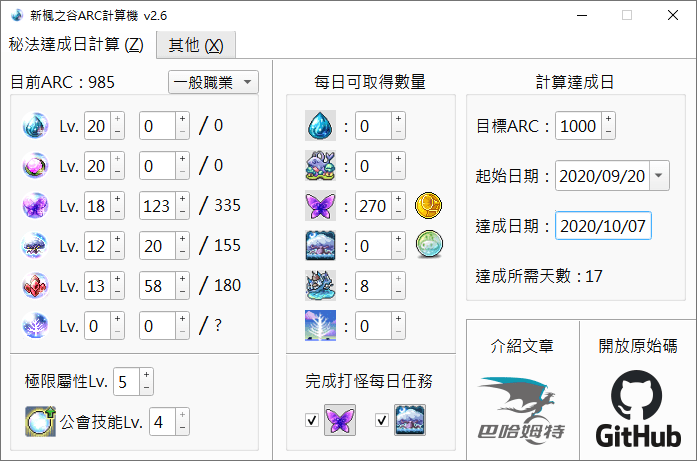 新楓之谷ARC計算機 v2.6
秘法達成日計算 (Z) 其他 (X)
目前ARC：985 一般職業
Lv. 20 0 / 0
Lv. 20 0 / 0
Lv. 18 123 / 335
Lv. 12 20 / 155
Lv. 13 58 / 180
Lv. 0 0 / ?
極限屬性Lv. 5
公會技能Lv. 4
每日可取得數量
: 0
: 0
: 270
: 0
: 8
: 0
完成打怪每日任務
計算達成日
目標ARC： 1000
起始日期： 2020/09/20
達成日期： 2020/10/07
達成所需天數：17
介紹文章
巴哈姆特
開放原始碼
GitHub